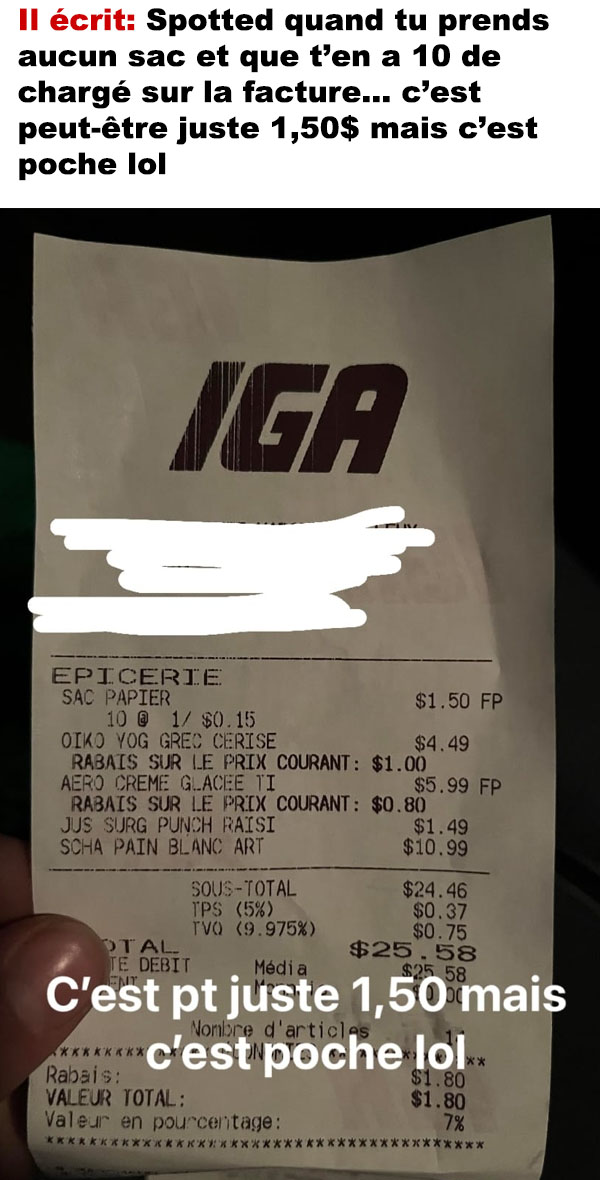 Il écrit: Spotted quand tu prends
aucun sac et que t’en a 10 de
chargé sur la facture... c’est
peut-être juste 1,50$ mais c’est
poche lol
IGA
EPICERIE
SAC PAPIER $1.50 FP
10 @ 1/ $0.15
OIKO YOG GREC CERISE $4.49
RABAIS SUR LE PRIX COURANT: $1.00
AERO CREME GLACEE TI $5.99 FP
RABAIS SUR LE PRIX COURANT: $0.80
JUS SURG PUNCH RAISI $1.49
SCHA PAIN BLANC ART $10.99
SOUS-TOTAL $24.46
TPS (5%) $0.37
TVQ (9.975%) $0.75
OTAL $25.58
TE DEBIT Média $25.58
C’est pt juste 1,50 mais
Nombre d'articles 14
c’est poche lol
Rabais: $1.80
VALEUR TOTAL: $1.80
Valeur en pourcentage: 7%
****************************************